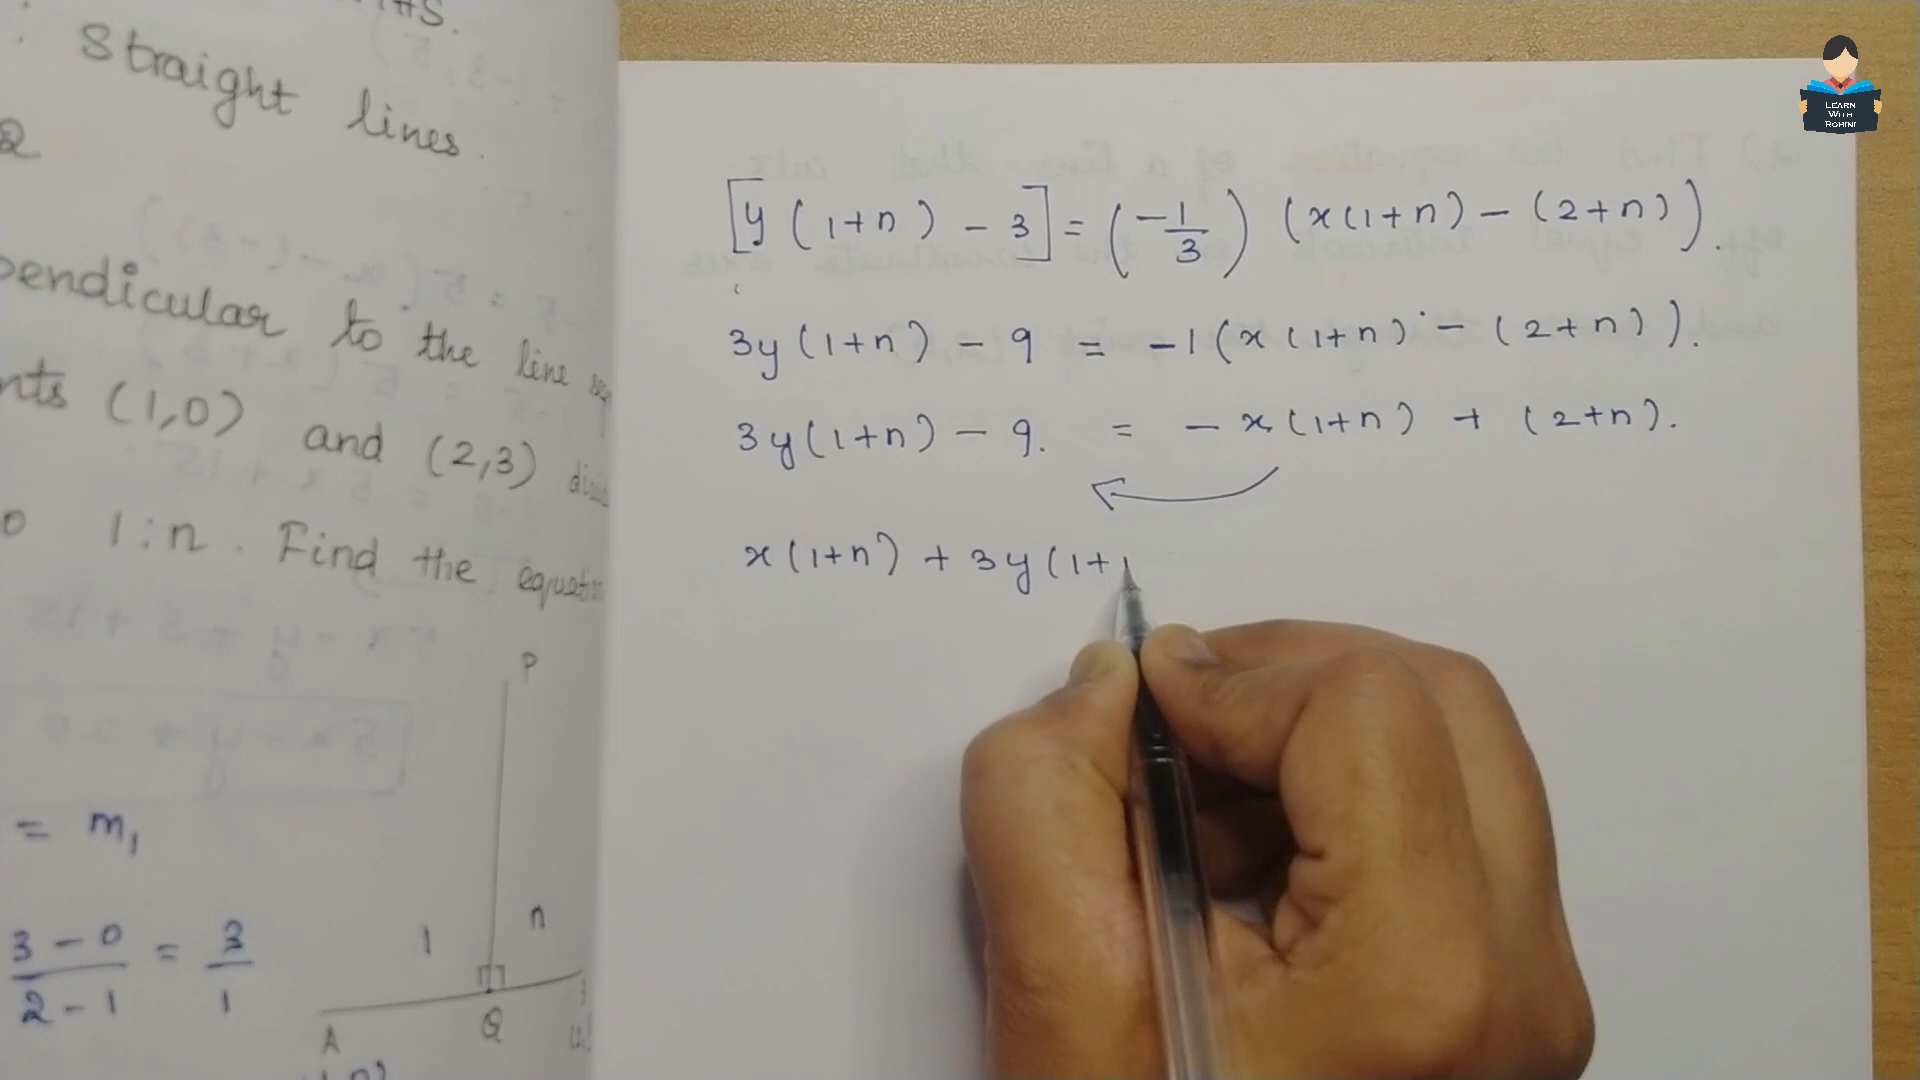 : Straight lines.
pendicular to the line
(1,0) and (2,3)
1:n. Find the
P
= m₁
1 n
3 - 0 / 2 - 1 = 3 / 1
A Q
[y (1+n) - 3] = (-1/3) (x(1+n) - (2+n)).
3y (1+n) - 9 = -1(x(1+n) - (2+n)).
3y(1+n) - 9. = - x(1+n) + (2+n).
x(1+n) + 3y(1+
LEARN
WITH
ROHINI